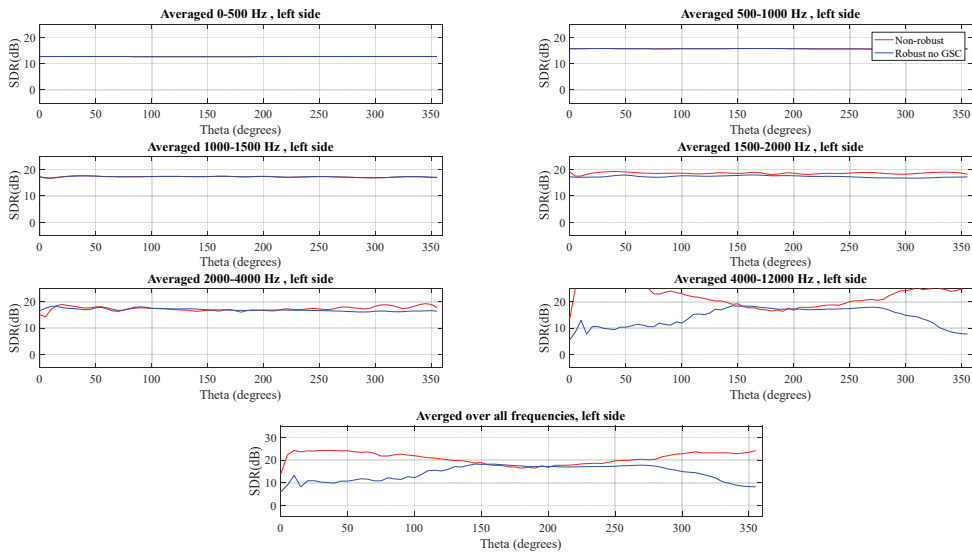 Averaged 0-500 Hz , left side
SDR(dB)
20
10
0
0 50 100 150 200 250 300 350
Theta (degrees)
Averaged 500-1000 Hz , left side
SDR(dB)
20
10
0
Non-robust
Robust no GSC
0 50 100 150 200 250 300 350
Theta (degrees)
Averaged 1000-1500 Hz , left side
SDR(dB)
20
10
0
0 50 100 150 200 250 300 350
Theta (degrees)
Averaged 1500-2000 Hz , left side
SDR(dB)
20
10
0
0 50 100 150 200 250 300 350
Theta (degrees)
Averaged 2000-4000 Hz , left side
SDR(dB)
20
10
0
0 50 100 150 200 250 300 350
Theta (degrees)
Averaged 4000-12000 Hz , left side
SDR(dB)
20
10
0
0 50 100 150 200 250 300 350
Theta (degrees)
Averged over all frequencies, left side
SDR(dB)
30
20
10
0
0 50 100 150 200 250 300 350
Theta (degrees)